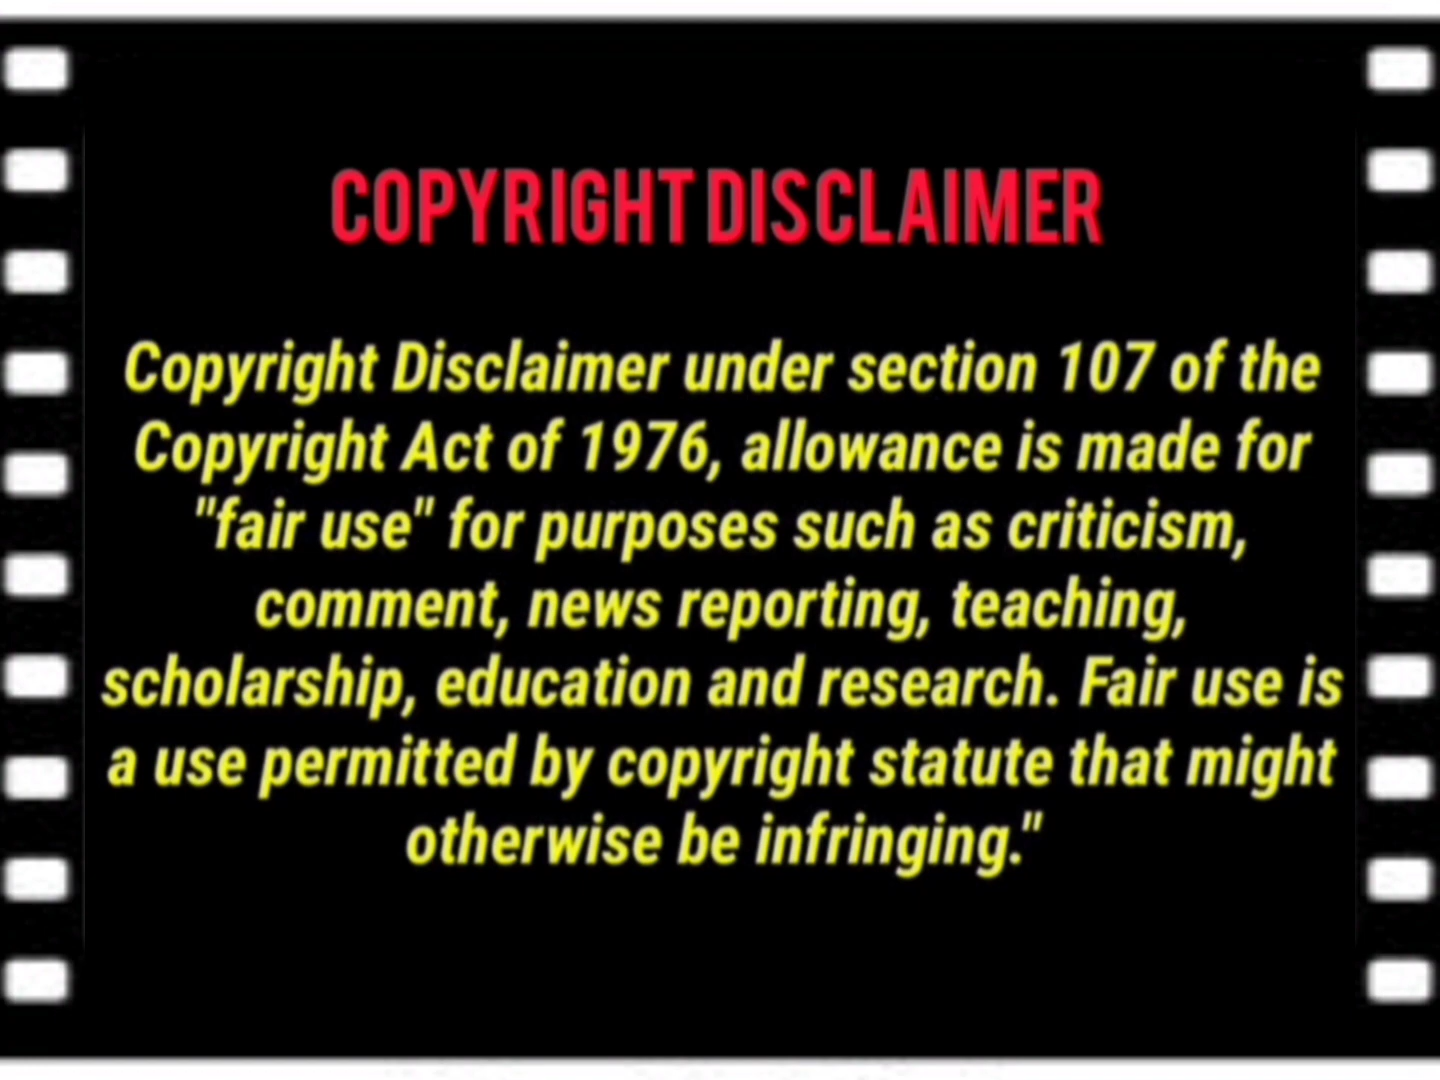 COPYRIGHT DISCLAIMER
Copyright Disclaimer under section 107 of the
Copyright Act of 1976, allowance is made for
"fair use" for purposes such as criticism,
comment, news reporting, teaching,
scholarship, education and research. Fair use is
a use permitted by copyright statute that might
otherwise be infringing."